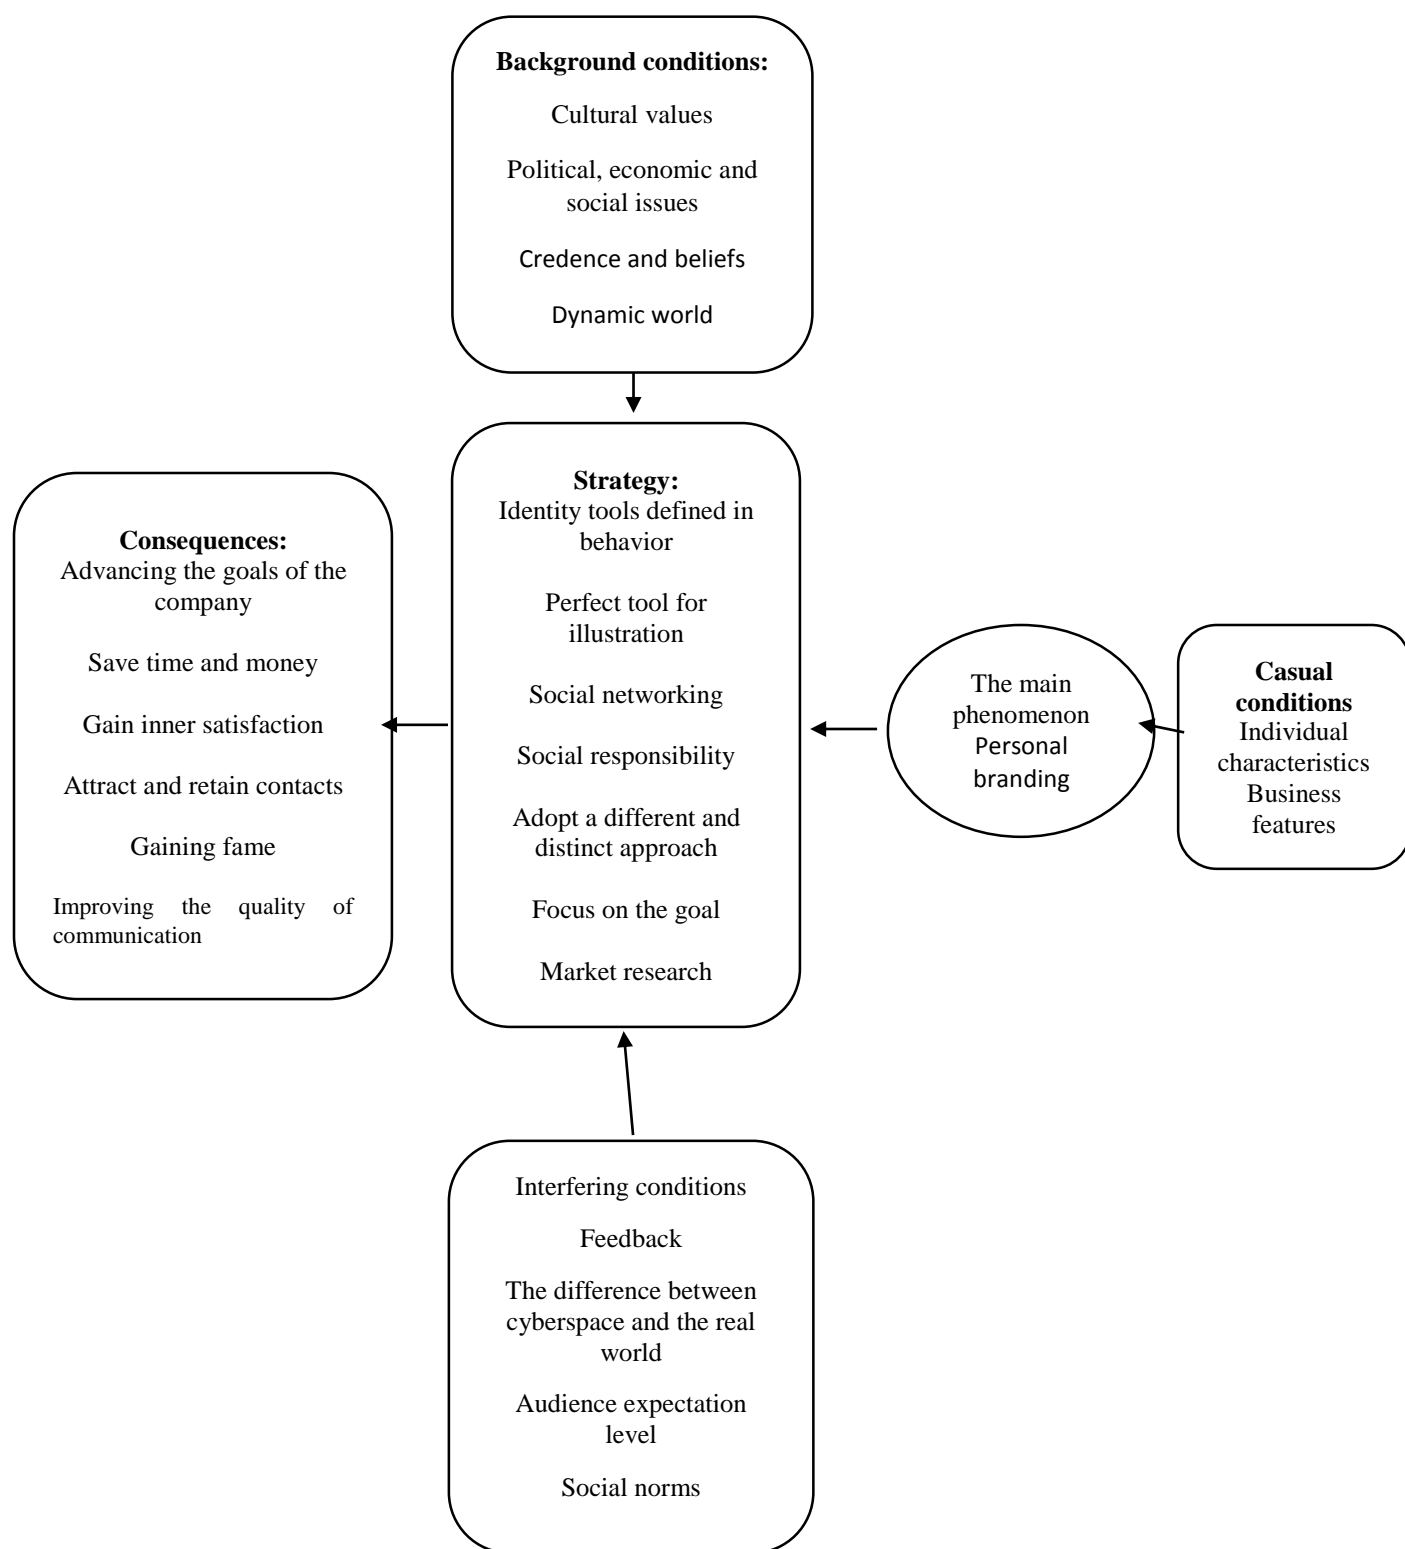 Background conditions:
Cultural values
Political, economic and
social issues
Credence and beliefs
Dynamic world
Strategy:
Identity tools defined in
behavior
Perfect tool for
illustration
Social networking
Social responsibility
Adopt a different and
distinct approach
Focus on the goal
Market research
Consequences:
Advancing the goals of the
company
Save time and money
Gain inner satisfaction
Attract and retain contacts
Gaining fame
Improving the quality of
communication
The main
phenomenon
Personal
branding
Casual
conditions
Individual
characteristics
Business
features
Interfering conditions
Feedback
The difference between
cyberspace and the real
world
Audience expectation
level
Social norms